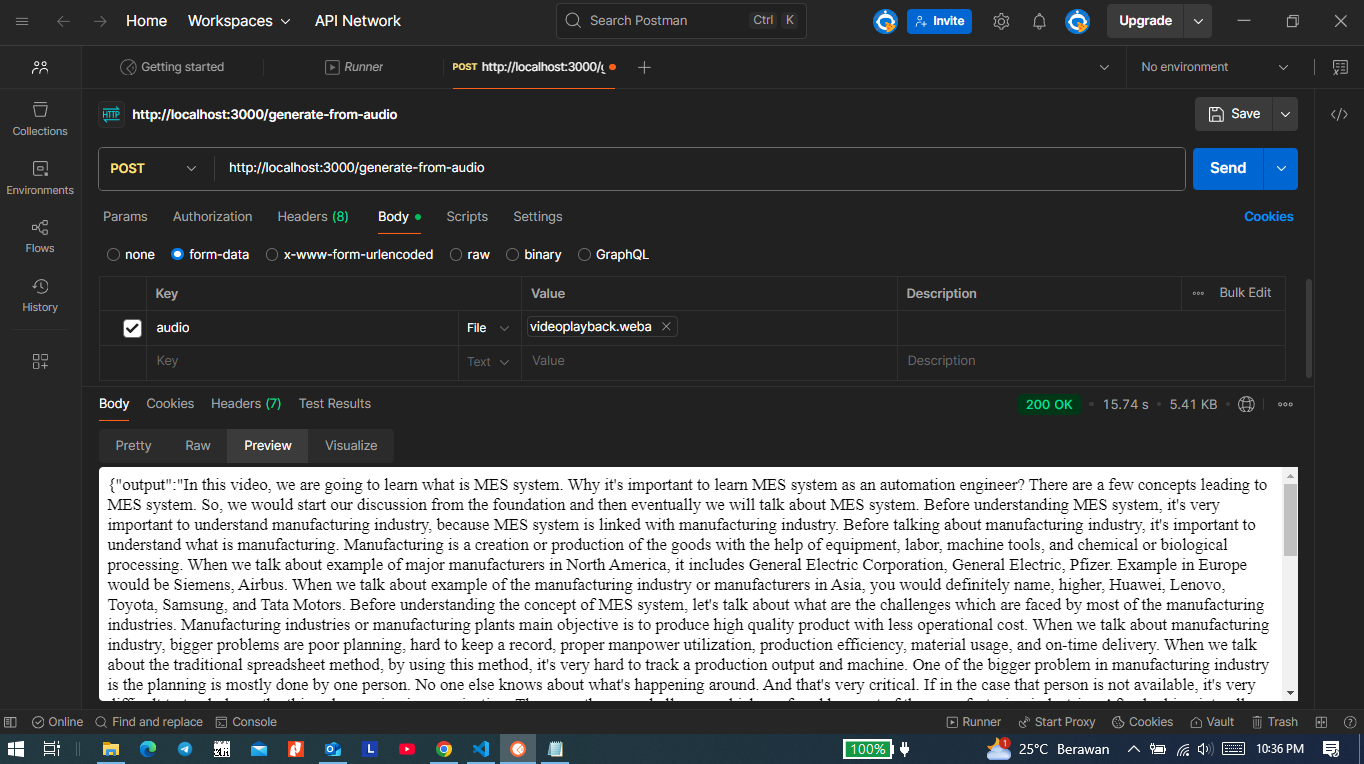 Home Workspaces API Network Search Postman Ctrl K Invite Upgrade
Getting started Runner POST http://localhost:3000/g No environment
HTTP http://localhost:3000/generate-from-audio Save
Collections
POST http://localhost:3000/generate-from-audio Send
Environments
Params Authorization Headers (8) Body Scripts Settings Cookies
Flows
none form-data x-www-form-urlencoded raw binary GraphQL
History
Key Value Description Bulk Edit
audio File videoplayback.weba
Key Text Value Description
Body Cookies Headers (7) Test Results 200 OK 15.74 s 5.41 KB
Pretty Raw Preview Visualize
{"output":"In this video, we are going to learn what is MES system. Why it's important to learn MES system as an automation engineer? There are a few concepts leading to
MES system. So, we would start our discussion from the foundation and then eventually we will talk about MES system. Before understanding MES system, it's very
important to understand manufacturing industry, because MES system is linked with manufacturing industry. Before talking about manufacturing industry, it's important to
understand what is manufacturing. Manufacturing is a creation or production of the goods with the help of equipment, labor, machine tools, and chemical or biological
processing. When we talk about example of major manufacturers in North America, it includes General Electric Corporation, General Electric, Pfizer. Example in Europe
would be Siemens, Airbus. When we talk about example of the manufacturing industry or manufacturers in Asia, you would definitely name, higher, Huawei, Lenovo,
Toyota, Samsung, and Tata Motors. Before understanding the concept of MES system, let's talk about what are the challenges which are faced by most of the manufacturing
industries. Manufacturing industries or manufacturing plants main objective is to produce high quality product with less operational cost. When we talk about manufacturing
industry, bigger problems are poor planning, hard to keep a record, proper manpower utilization, production efficiency, material usage, and on-time delivery. When we talk
about the traditional spreadsheet method, by using this method, it's very hard to track a production output and machine. One of the bigger problem in manufacturing industry
is the planning is mostly done by one person. No one else knows about what's happening around. And that's very critical. If in the case that person is not available, it's very
Online Find and replace Console Runner Start Proxy Cookies Vault Trash
L 100% 1 25°C Berawan 10:36 PM